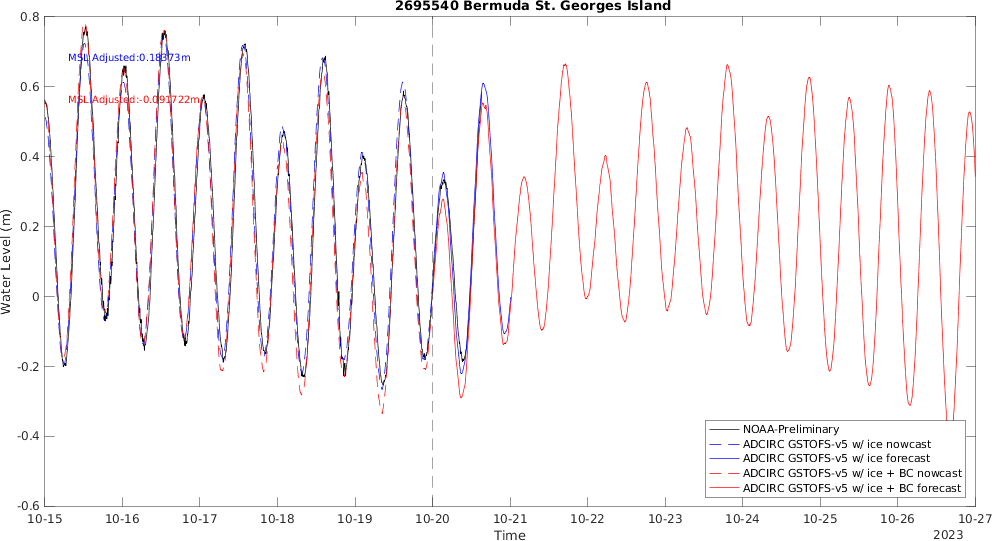 2695540 Bermuda St. Georges Island
0.8
0.6
0.4
0.2
0
-0.2
-0.4
-0.6
Water Level (m)
MSL Adjusted:0.18373m
MSL Adjusted:-0.091722m
NOAA-Preliminary
ADCIRC GSTOFS-v5 w/ ice nowcast
ADCIRC GSTOFS-v5 w/ ice forecast
ADCIRC GSTOFS-v5 w/ ice + BC nowcast
ADCIRC GSTOFS-v5 w/ ice + BC forecast
10-15 10-16 10-17 10-18 10-19 10-20 10-21 10-22 10-23 10-24 10-25 10-26 10-27
Time
2023